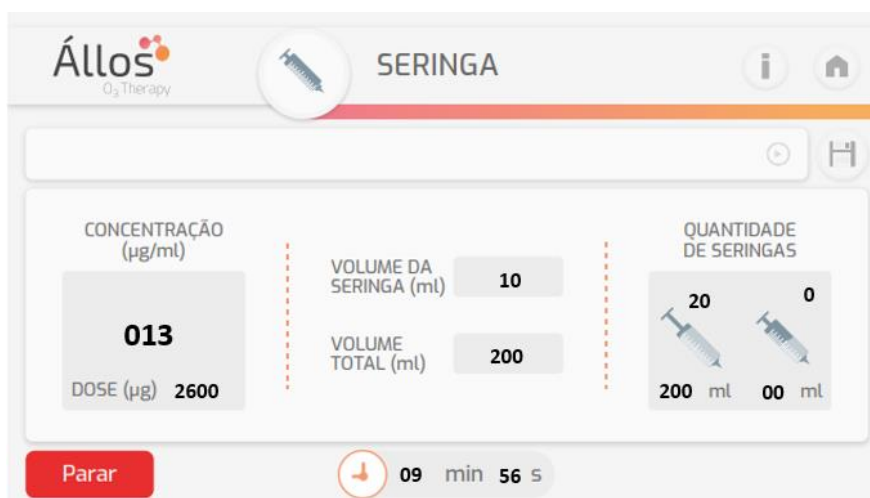 Állos
O₃ Therapy
SERINGA
i
CONCENTRAÇÃO
(µg/ml)
013
DOSE (µg) 2600
VOLUME DA
SERINGA (ml) 10
VOLUME
TOTAL (ml) 200
QUANTIDADE
DE SERINGAS
20 0
200 ml 00 ml
Parar
09 min 56 s